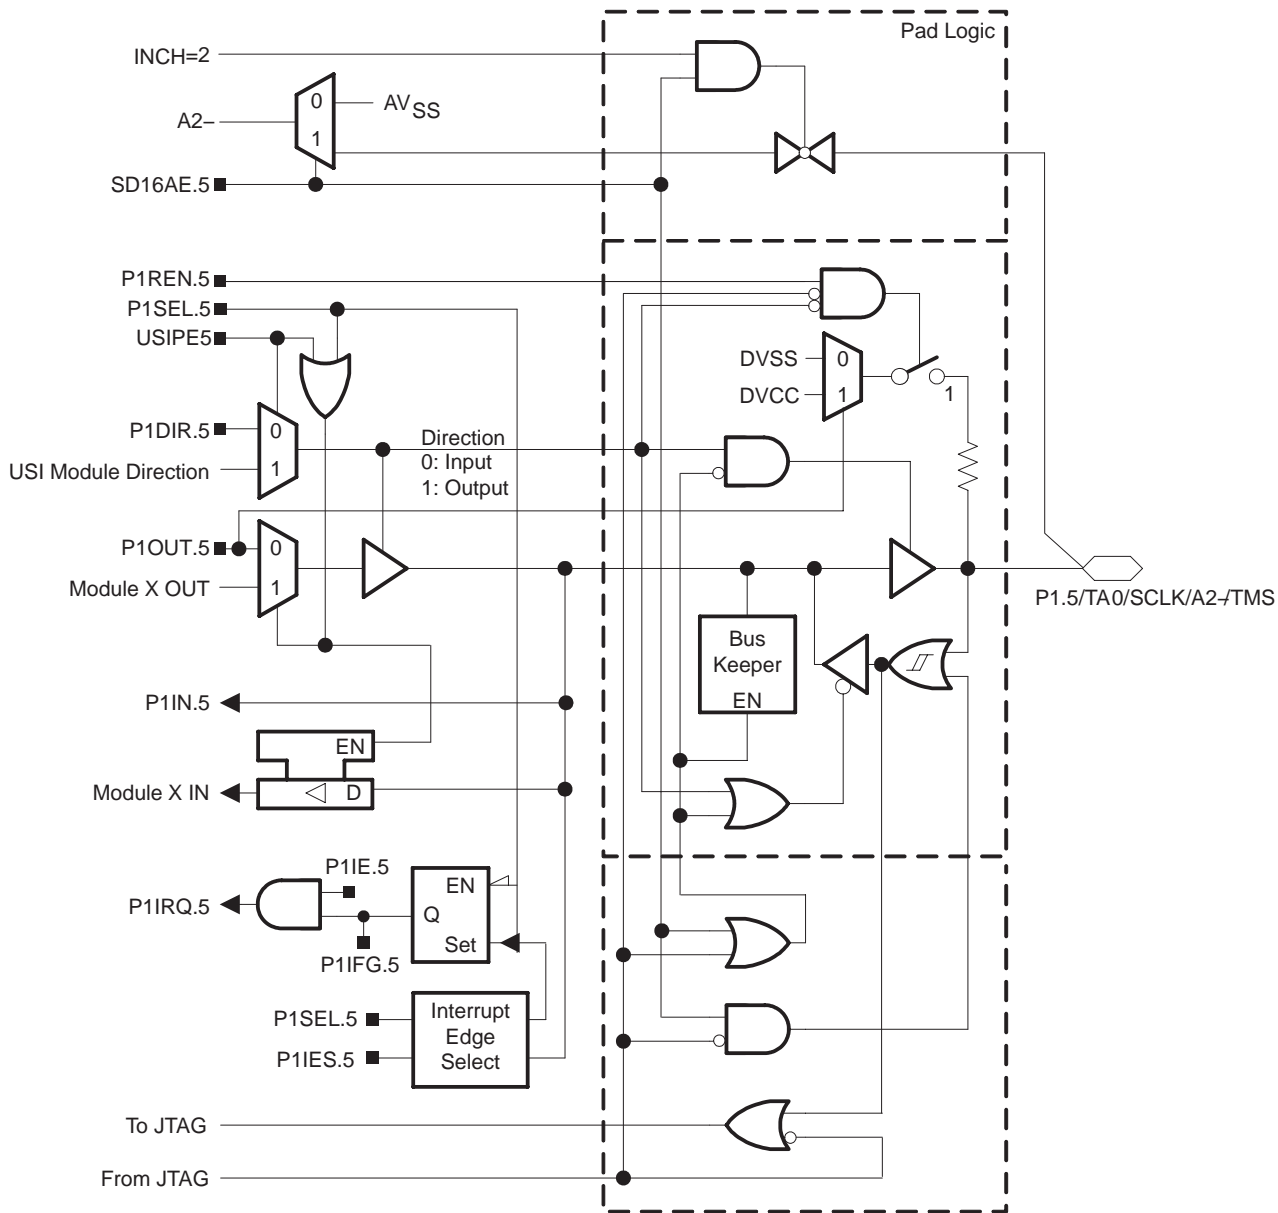 Pad Logic
INCH=2
0
AVSS
A2–
1
SD16AE.5
P1REN.5
P1SEL.5
USIPE5
DVSS
0
DVCC
1
1
P1DIR.5
0
USI Module Direction
1
Direction
0: Input
1: Output
P1OUT.5
0
Module X OUT
1
P1.5/TA0/SCLK/A2–/TMS
Bus
Keeper
EN
P1IN.5
EN
Module X IN
D
P1IE.5
P1IRQ.5
EN
Q
Set
P1IFG.5
P1SEL.5
P1IES.5
Interrupt
Edge
Select
To JTAG
From JTAG